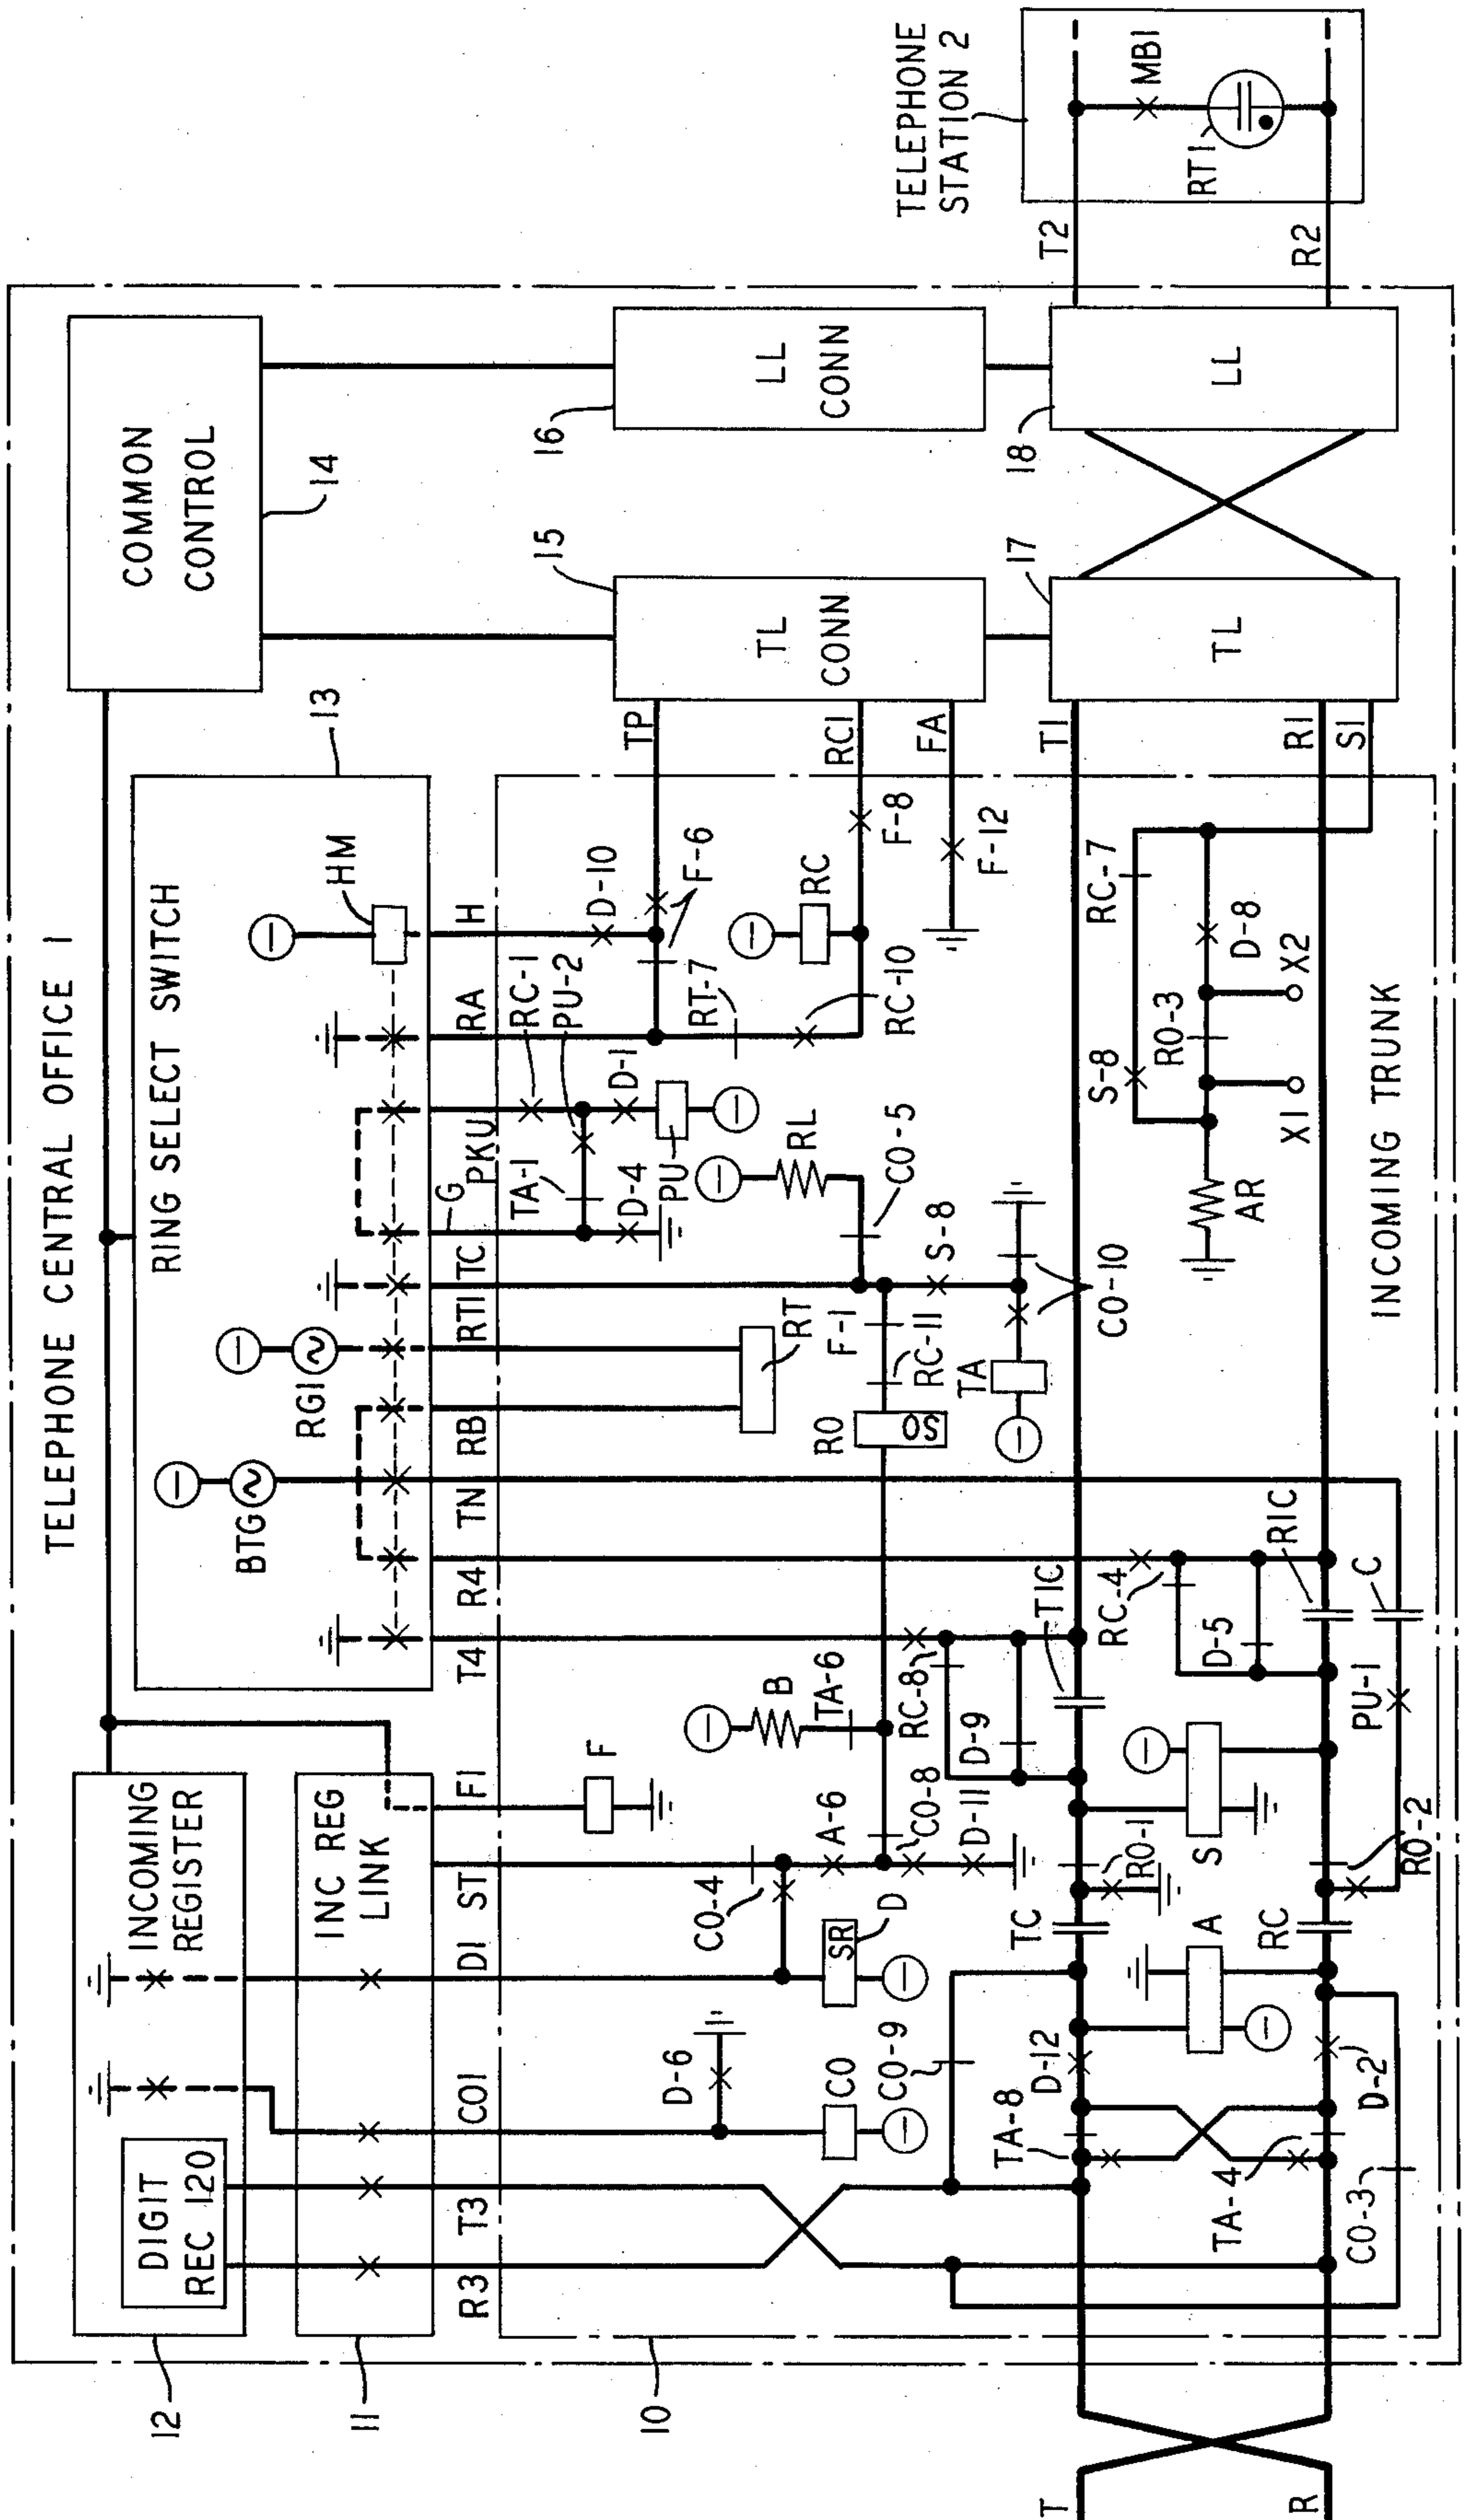 TELEPHONE CENTRAL OFFICE 1
12
INCOMING
REGISTER
DIGIT
REC 120
11
INC REG
LINK
R3
T3
CO1
D1
ST
F1
RING SELECT SWITCH
13
BTG
RG1
HM
T4
R4
TN
RB
RT1
TC
G
PKU
RA
H
COMMON
CONTROL
14
15
TL
CONN
16
LL
CONN
17
TL
18
LL
TP
RC1
FA
T1
R1
S1
TELEPHONE
STATION 2
T2
R2
MB1
RT1
10
INCOMING TRUNK
D-6
CO
CO-9
CO-4
SR
D
A-6
CO-8
D-11
F
B
TA-6
RC-8
D-9
T1C
RC-4
D-5
R1C
C
PU-1
RO-2
RO-1
S
TC
RC
A
D-12
D-2
TA-8
TA-4
CO-3
RO
SO
RC-11
F-1
TA
CO-10
S-8
CO-5
RL
RT
TA-1
D-4
PU
D-1
PU-2
RC-1
RT-7
RC-10
D-10
F-6
RC
F-8
F-12
AR
X1
X2
S-8
RO-3
D-8
RC-7
T
R